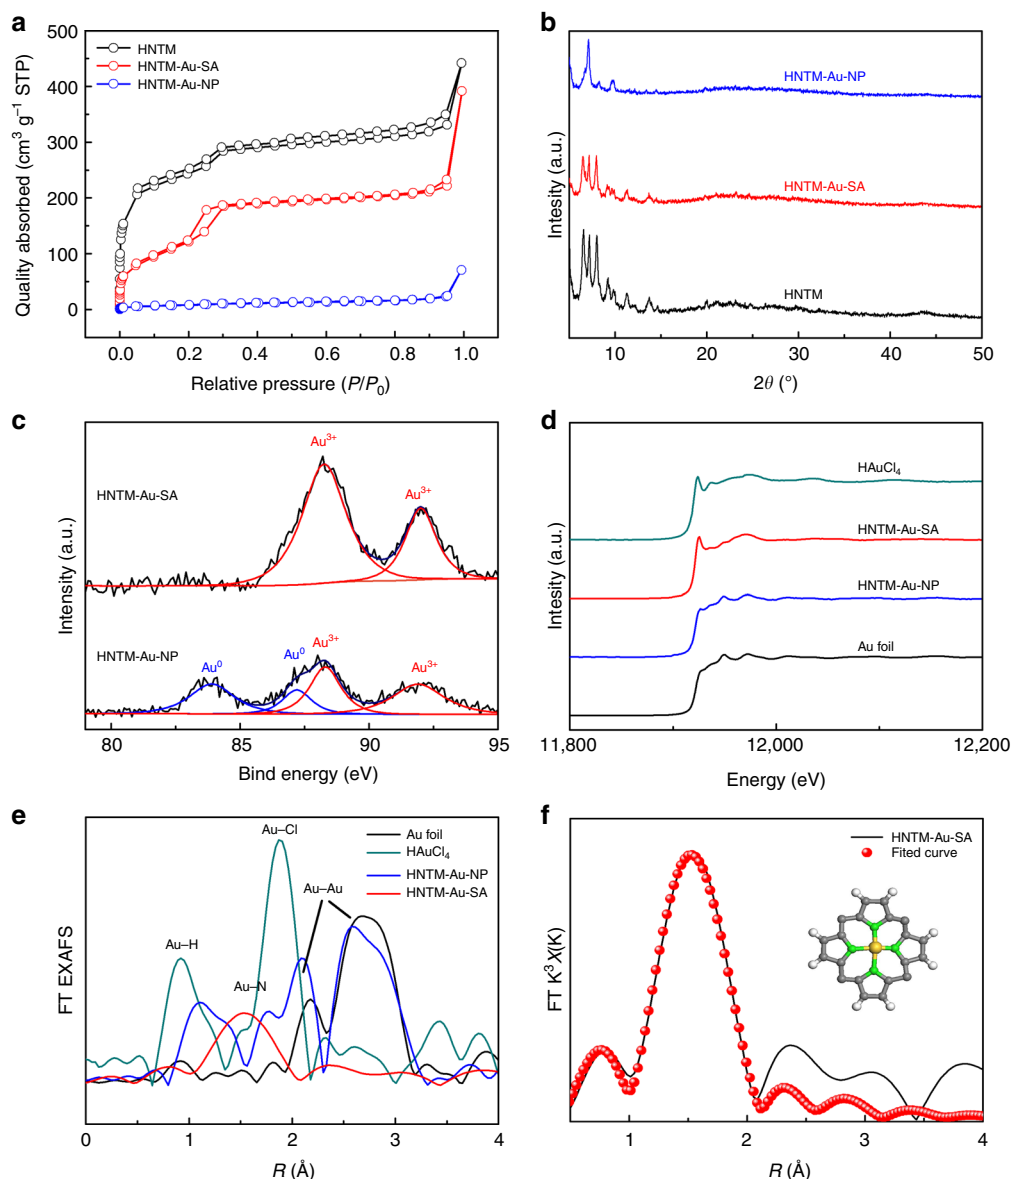 a
500
400
300
200
100
0
Quality absorbed (cm³ g⁻¹ STP)
HNTM
HNTM-Au-SA
HNTM-Au-NP
0.0 0.2 0.4 0.6 0.8 1.0
Relative pressure (P/P₀)
b
Intesity (a.u.)
HNTM-Au-NP
HNTM-Au-SA
HNTM
10 20 30 40 50
2θ (°)
c
Intensity (a.u.)
HNTM-Au-SA
Au³⁺
Au³⁺
HNTM-Au-NP
Au⁰
Au⁰
Au³⁺
Au³⁺
80 85 90 95
Bind energy (eV)
d
Intesity (a.u.)
HAuCl₄
HNTM-Au-SA
HNTM-Au-NP
Au foil
11,800 12,000 12,200
Energy (eV)
e
FT EXAFS
Au–Cl
Au foil
HAuCl₄
HNTM-Au-NP
HNTM-Au-SA
Au–Au
Au–H
Au–N
0 1 2 3 4
R (Å)
f
FT K³X(K)
HNTM-Au-SA
Fited curve
1 2 3 4
R (Å)